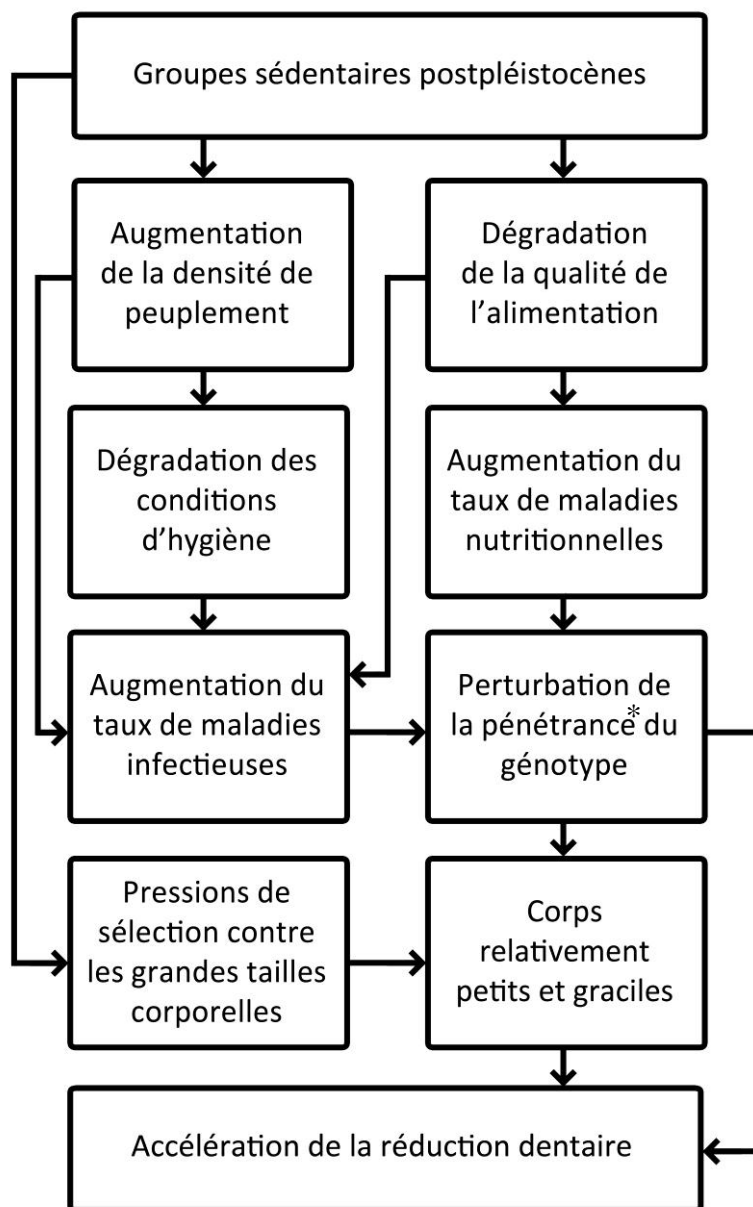 Groupes sédentaires postpléistocènes
Augmentation
de la densité de
peuplement
Dégradation
de la qualité de
l’alimentation
Dégradation des
conditions
d’hygiène
Augmentation du
taux de maladies
nutritionnelles
Augmentation du
taux de maladies
infectieuses
Perturbation de
la pénétrance* du
génotype
Pressions de
sélection contre
les grandes tailles
corporelles
Corps
relativement
petits et graciles
Accélération de la réduction dentaire